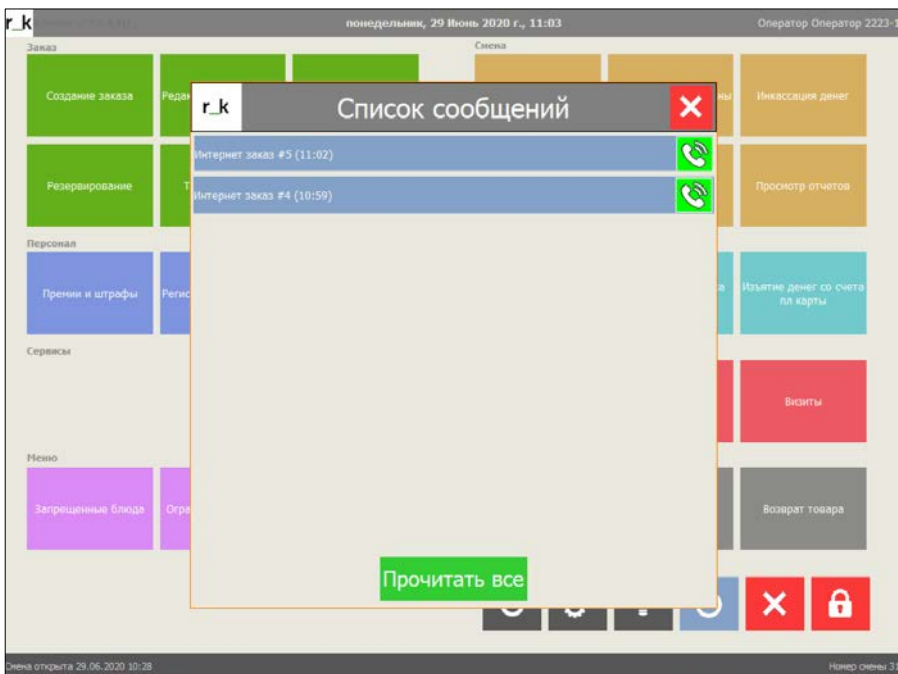 r_k
понедельник, 29 Июнь 2020 г., 11:03
Оператор Оператор 2223-1
Заказ
Смена
Создание заказа
Инкассация денег
r_k
Список сообщений
Интернет заказ #5 (11:02)
Интернет заказ #4 (10:59)
Резервирование
Просмотр отчетов
Персонал
Премии и штрафы
Изъятие денег со счета
пл карты
Сервисы
Визиты
Меню
Запрещенные блюда
Возврат товара
Прочитать все
Смена открыта 29.06.2020 10:28
Номер смены 31